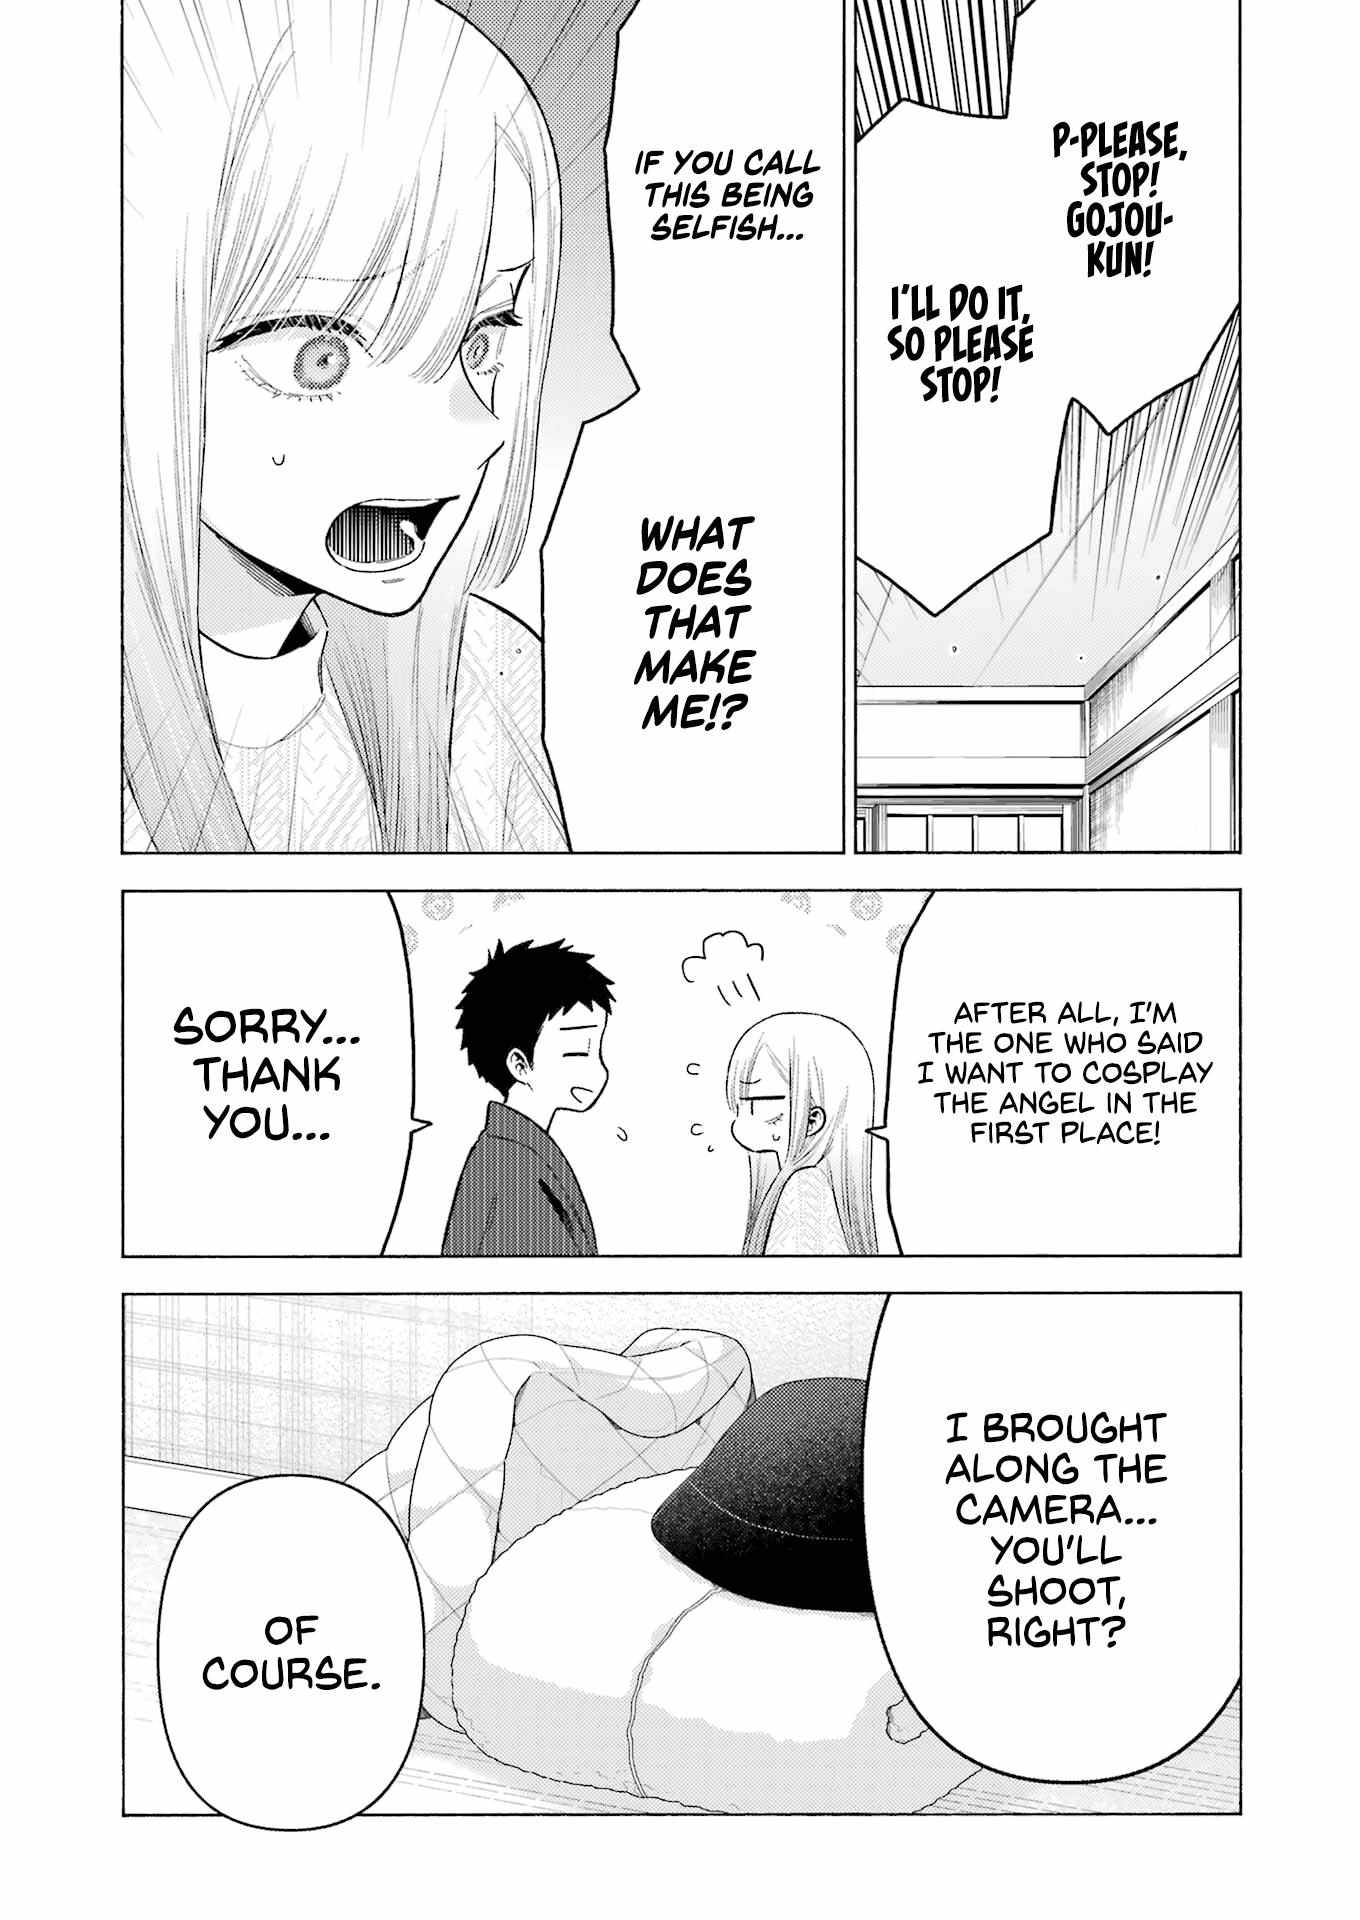 P-PLEASE,
STOP!
GOJOU-
KUN!
I'LL DO IT,
SO PLEASE
STOP!
IF YOU CALL
THIS BEING
SELFISH...
WHAT
DOES
THAT
MAKE
ME!?
AFTER ALL, I'M
THE ONE WHO SAID
I WANT TO COSPLAY
THE ANGEL IN THE
FIRST PLACE!
SORRY...
THANK
YOU...
I BROUGHT
ALONG THE
CAMERA...
YOU'LL
SHOOT,
RIGHT?
OF
COURSE.